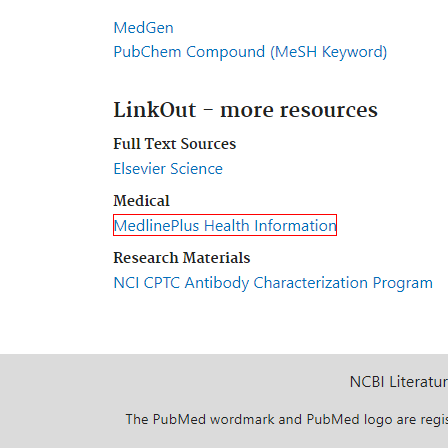 MedGen
PubChem Compound (MeSH Keyword)
LinkOut - more resources
Full Text Sources
Elsevier Science
Medical
MedlinePlus Health Information
Research Materials
NCI CPTC Antibody Characterization Program
NCBI Literatur
The PubMed wordmark and PubMed logo are regis